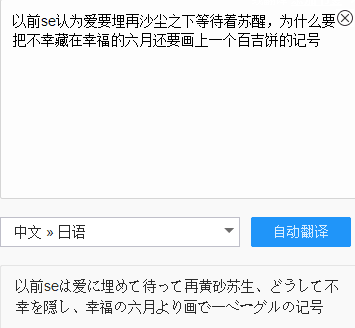 以前se认为爱要埋再沙尘之下等待着苏醒，为什么要
把不幸藏在幸福的六月还要画上一个百吉饼的记号
中文 » 日语
自动翻译
以前seは愛に埋めて待って再黄砂苏生、どうして不
幸を隠し、幸福の六月より画で一ベーグルの记号